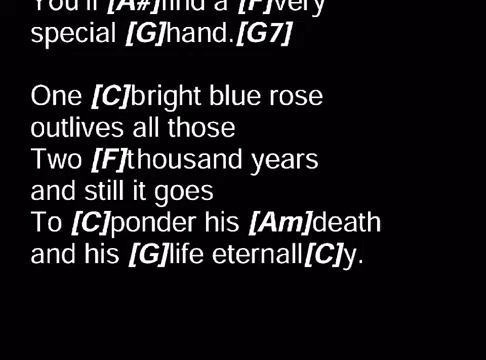 You'll [A#]find a [F]very
special [G]hand.[G7]
One [C]bright blue rose
outlives all those
Two [F]thousand years
and still it goes
To [C]ponder his [Am]death
and his [G]life eternall[C]y.